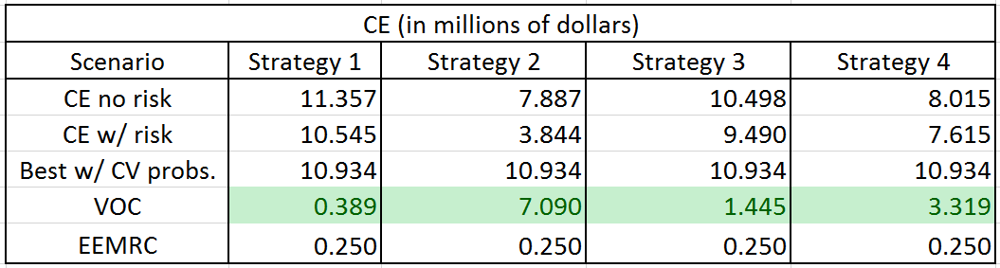 CE (in millions of dollars)
Scenario Strategy 1 Strategy 2 Strategy 3 Strategy 4
CE no risk 11.357 7.887 10.498 8.015
CE w/ risk 10.545 3.844 9.490 7.615
Best w/ CV probs. 10.934 10.934 10.934 10.934
VOC 0.389 7.090 1.445 3.319
EEMRC 0.250 0.250 0.250 0.250